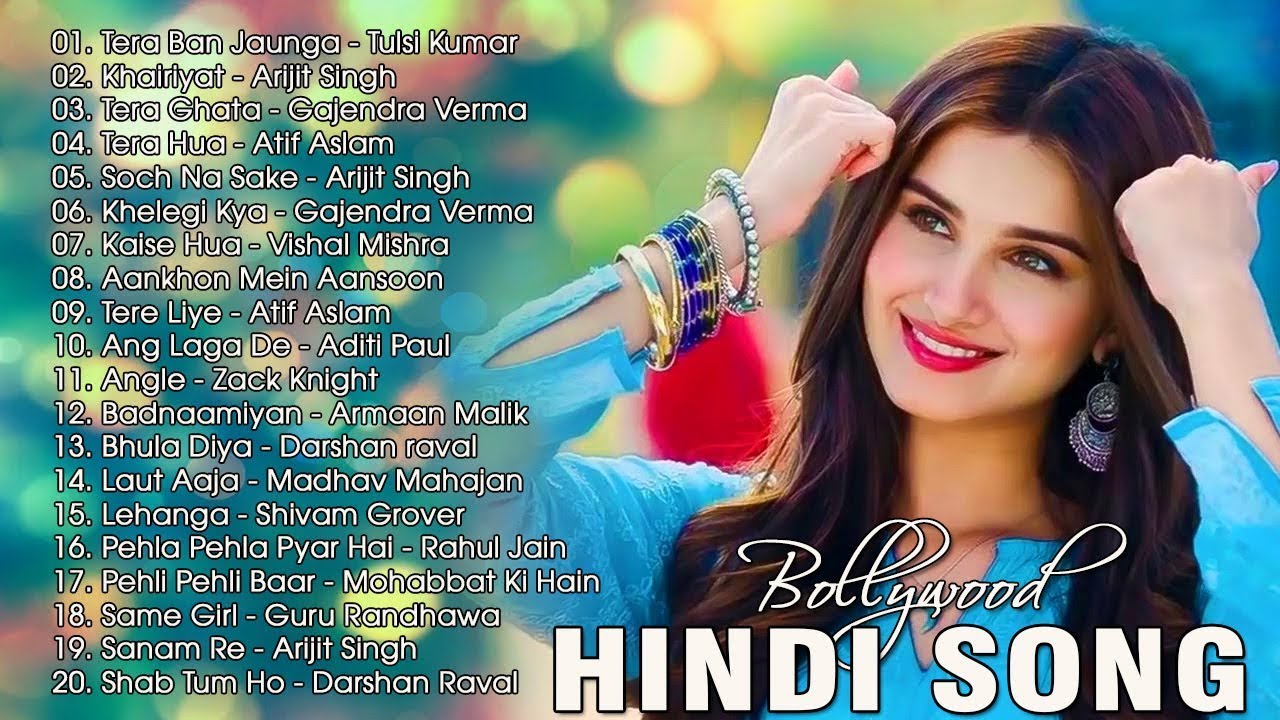 01. Tera Ban Jaunga - Tulsi Kumar
02. Khairiyat - Arijit Singh
03. Tera Ghata - Gajendra Verma
04. Tera Hua - Atif Aslam
05. Soch Na Sake - Arijit Singh
06. Khelegi Kya - Gajendra Verma
07. Kaise Hua - Vishal Mishra
08. Aankhon Mein Aansoon
09. Tere Liye - Atif Aslam
10. Ang Laga De - Aditi Paul
11. Angle - Zack Knight
12. Badnaamiyan - Armaan Malik
13. Bhula Diya - Darshan raval
14. Laut Aaja - Madhav Mahajan
15. Lehanga - Shivam Grover
16. Pehla Pehla Pyar Hai - Rahul Jain
17. Pehli Pehli Baar - Mohabbat Ki Hain
18. Same Girl - Guru Randhawa
19. Sanam Re - Arijit Singh
20. Shab Tum Ho - Darshan Raval
Bollywood
HINDI SONG